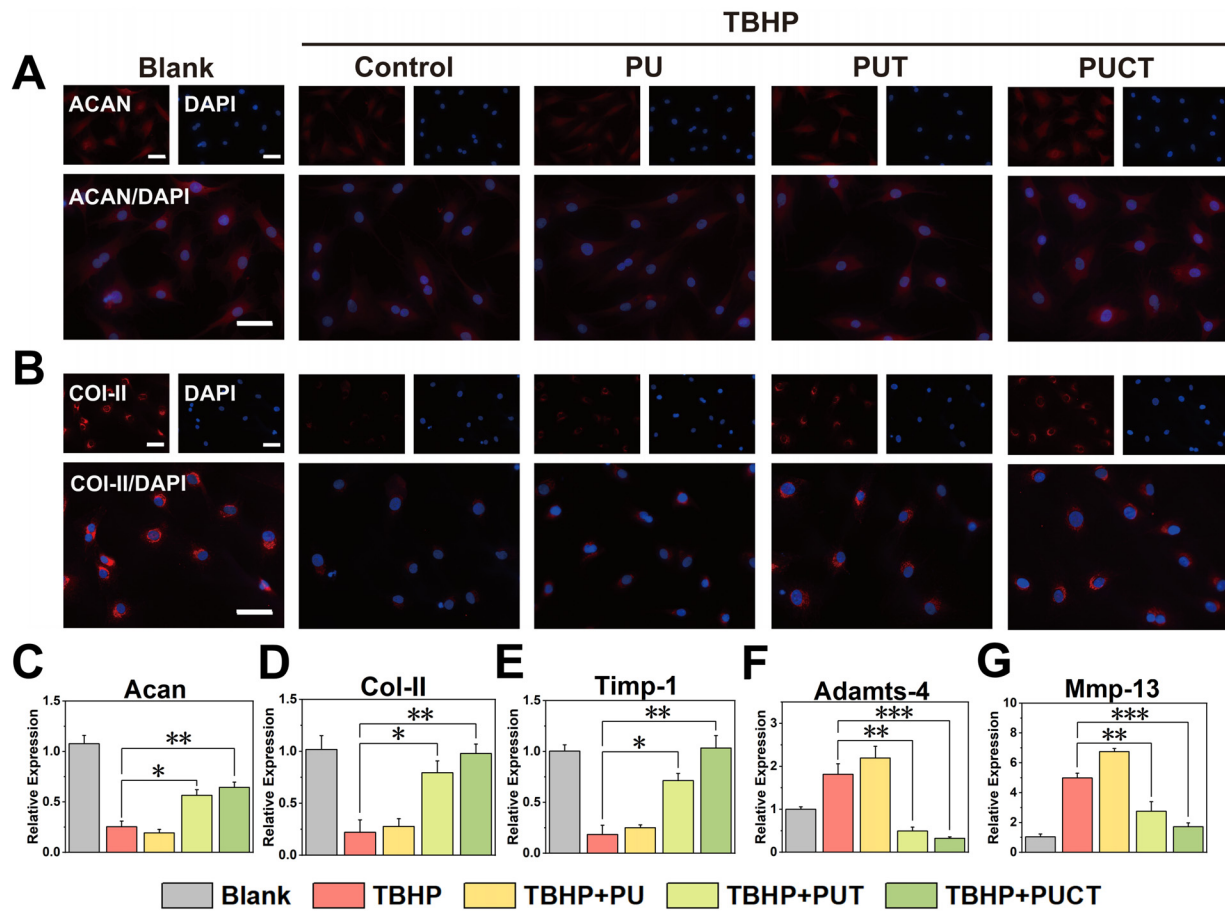 TBHP
A
Blank
Control
PU
PUT
PUCT
ACAN
DAPI
ACAN/DAPI
B
COI-II
DAPI
COI-II/DAPI
C
Acan
Relative Expression
1.5
1.0
0.5
0.0
*
**
D
Col-II
Relative Expression
1.5
1.0
0.5
0.0
*
**
E
Timp-1
Relative Expression
1.5
1.0
0.5
0.0
*
**
F
Adamts-4
Relative Expression
3
2
1
0
**
***
G
Mmp-13
Relative Expression
10
8
6
4
2
0
**
***
Blank
TBHP
TBHP+PU
TBHP+PUT
TBHP+PUCT